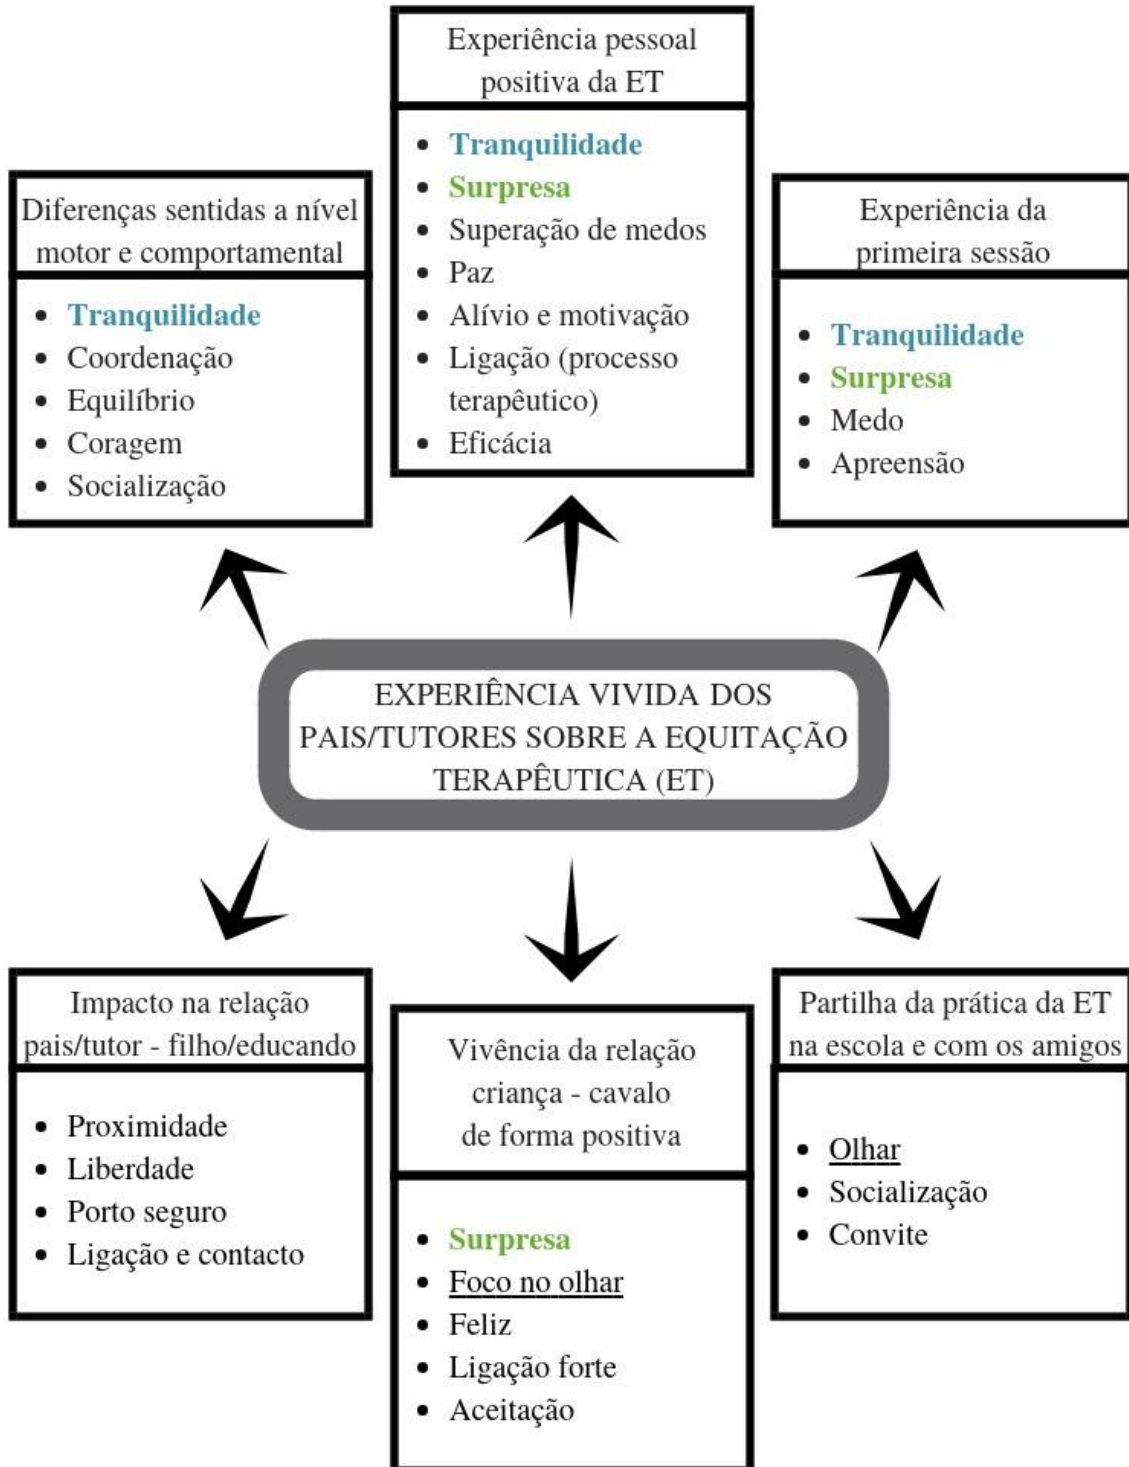 Experiência pessoal
positiva da ET
• Tranquilidade
• Surpresa
• Superação de medos
• Paz
• Alívio e motivação
• Ligação (processo
terapêutico)
• Eficácia
Diferenças sentidas a nível
motor e comportamental
• Tranquilidade
• Coordenação
• Equilíbrio
• Coragem
• Socialização
Experiência da
primeira sessão
• Tranquilidade
• Surpresa
• Medo
• Apreensão
EXPERIÊNCIA VIVIDA DOS
PAIS/TUTORES SOBRE A EQUITAÇÃO
TERAPÊUTICA (ET)
Impacto na relação
pais/tutor - filho/educando
• Proximidade
• Liberdade
• Porto seguro
• Ligação e contacto
Vivência da relação
criança - cavalo
de forma positiva
• Surpresa
• Foco no olhar
• Feliz
• Ligação forte
• Aceitação
Partilha da prática da ET
na escola e com os amigos
• Olhar
• Socialização
• Convite